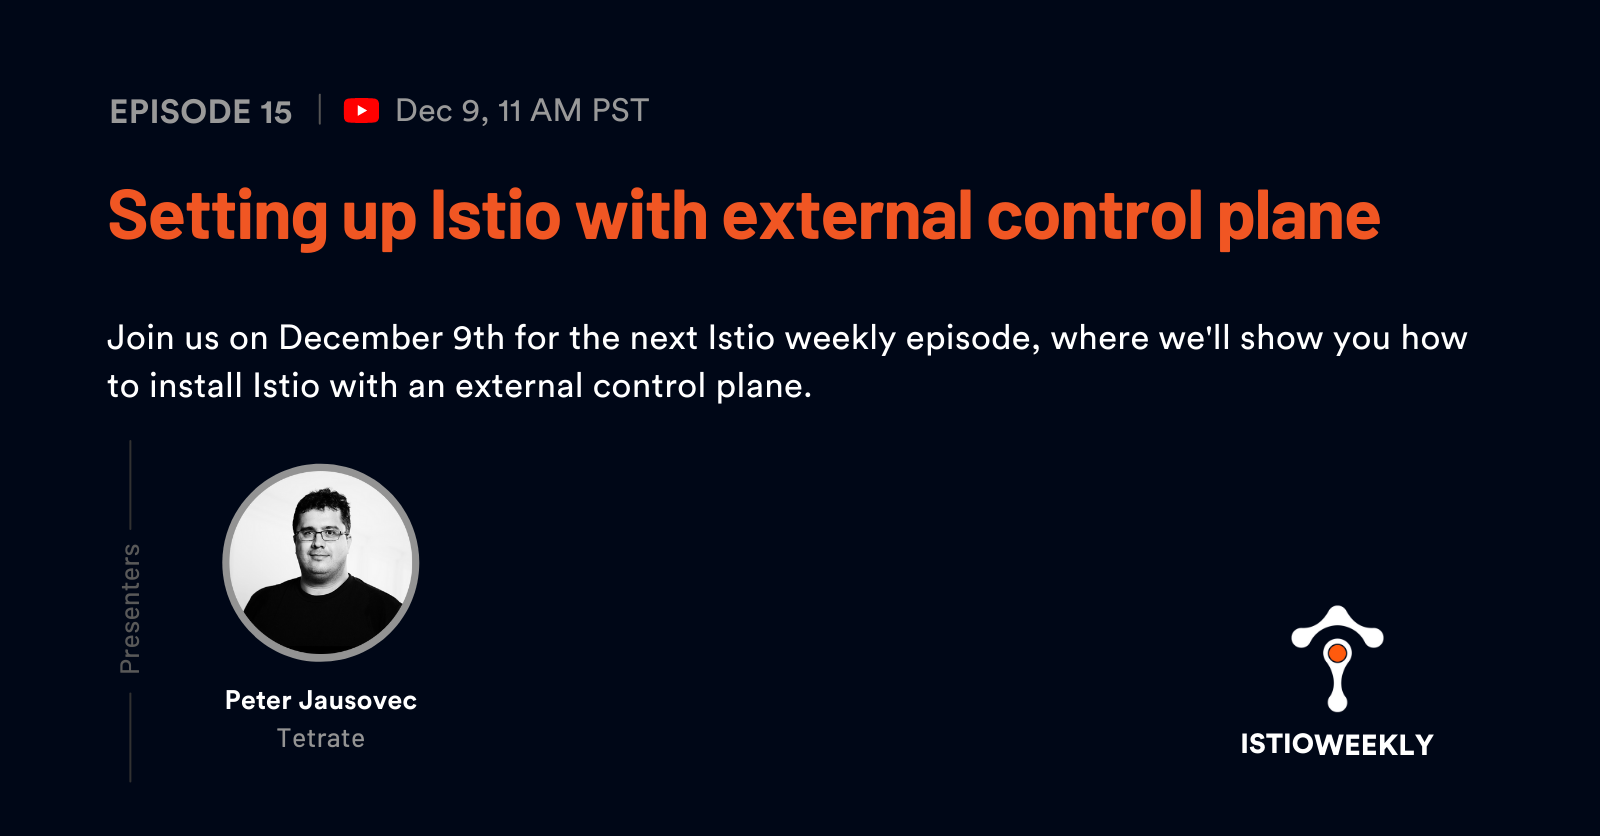 EPISODE 15
Dec 9, 11 AM PST
Setting up Istio with external control plane
Join us on December 9th for the next Istio weekly episode, where we'll show you how
to install Istio with an external control plane.
Presenters
Peter Jausovec
Tetrate
ISTIOWEEKLY